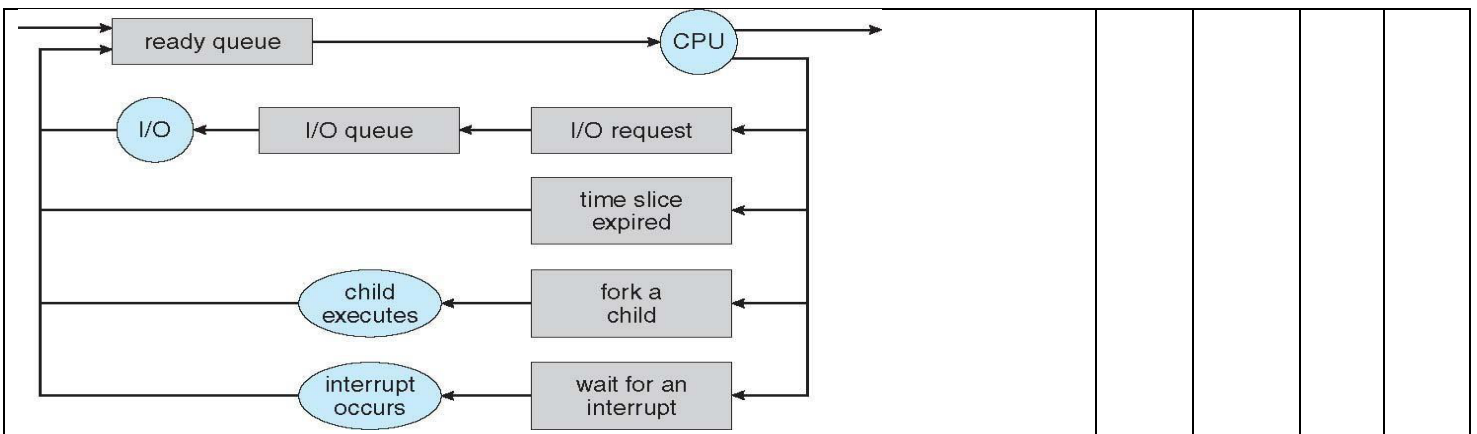 ready queue
CPU
I/O
I/O queue
I/O request
time slice
expired
child
executes
fork a
child
interrupt
occurs
wait for an
interrupt